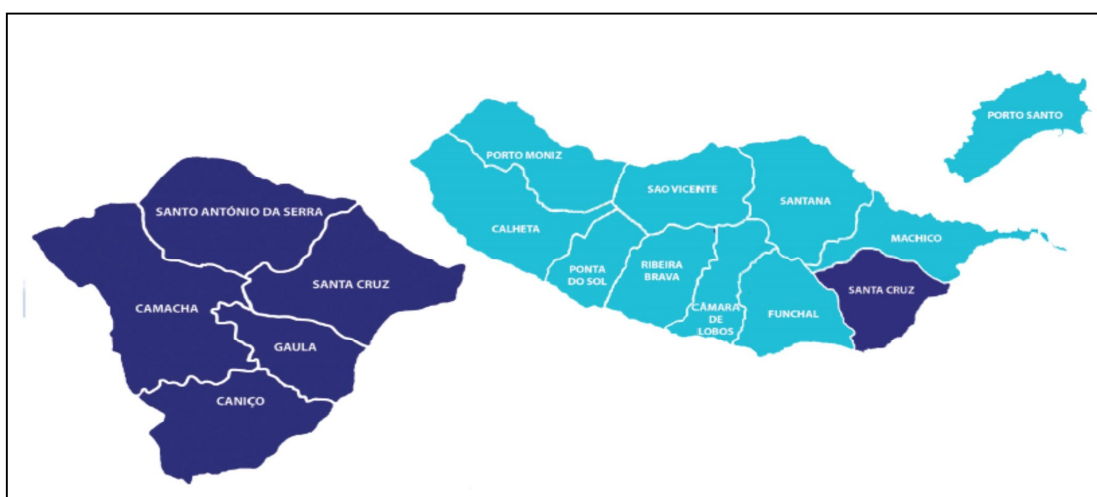 SANTO ANTÓNIO DA SERRA
SANTA CRUZ
CAMACHA
GAULA
CANIÇO
PORTO SANTO
PORTO MONIZ
SAO VICENTE
SANTANA
CALHETA
MACHICO
PONTA
DO SOL
RIBEIRA
BRAVA
SANTA CRUZ
CÂMARA
DE
LOBOS
FUNCHAL